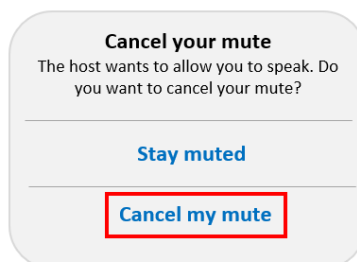 Cancel your mute
The host wants to allow you to speak. Do
you want to cancel your mute?
Stay muted
Cancel my mute